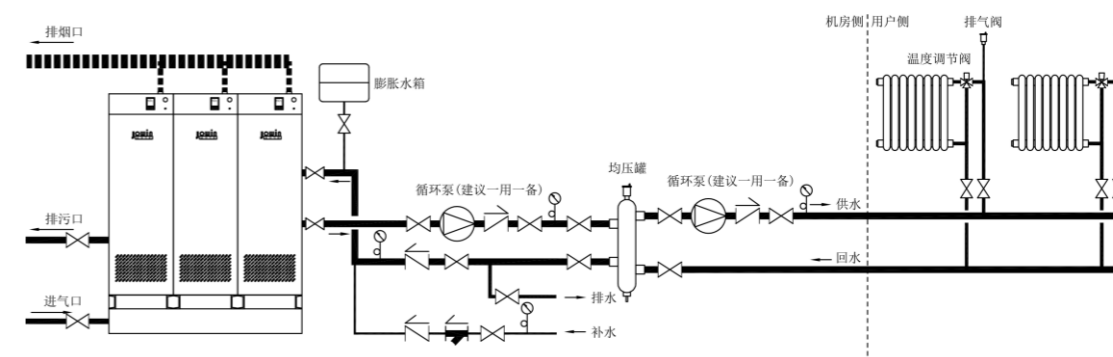 机房侧
用户侧
排气阀
排烟口
温度调节阀
膨胀水箱
均压罐
循环泵(建议一用一备)
循环泵(建议一用一备)
供水
排污口
回水
进气口
排水
补水